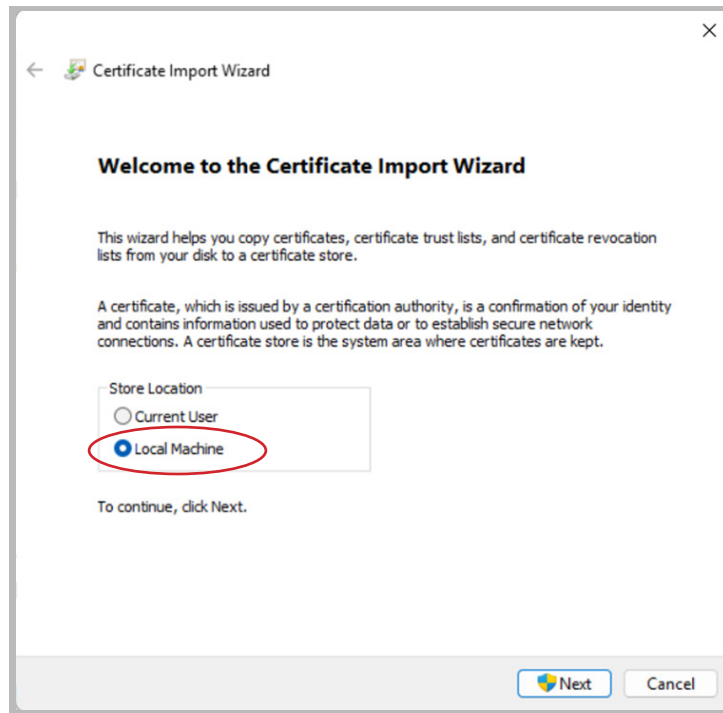 Certificate Import Wizard
Welcome to the Certificate Import Wizard
This wizard helps you copy certificates, certificate trust lists, and certificate revocation
lists from your disk to a certificate store.
A certificate, which is issued by a certification authority, is a confirmation of your identity
and contains information used to protect data or to establish secure network
connections. A certificate store is the system area where certificates are kept.
Store Location
Current User
Local Machine
To continue, click Next.
Next Cancel